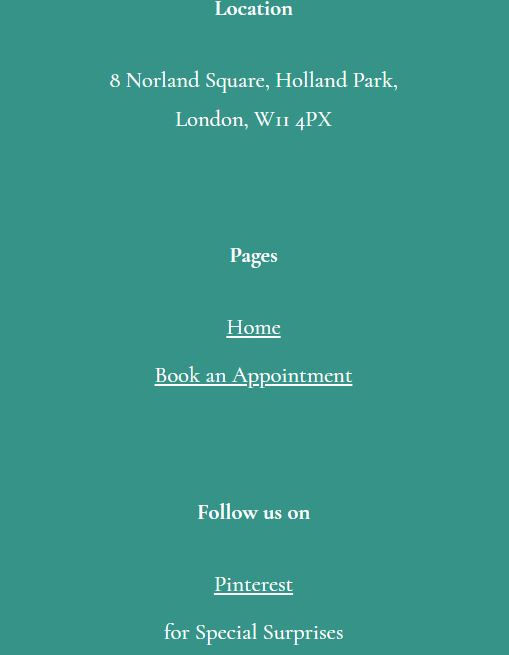 Location
8 Norland Square, Holland Park,
London, W11 4PX
Pages
Home
Book an Appointment
Follow us on
Pinterest
for Special Surprises